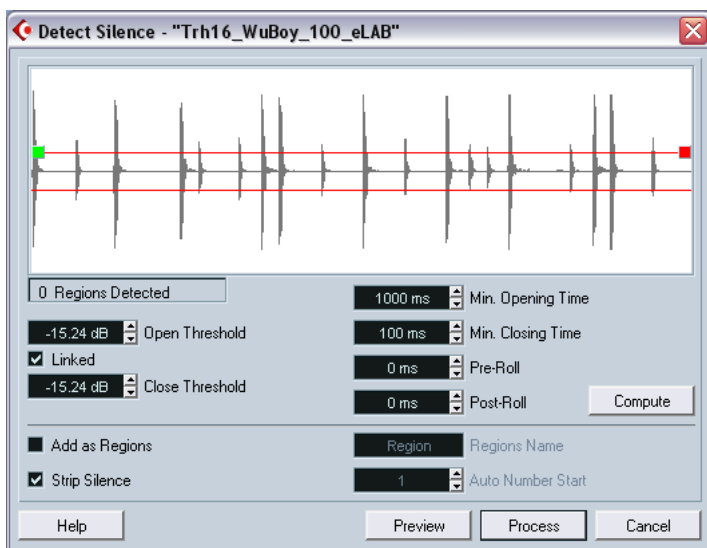 Detect Silence - "Trh16_WuBoy_100_eLAB"
0 Regions Detected
1000 ms Min. Opening Time
-15.24 dB Open Threshold
100 ms Min. Closing Time
Linked
0 ms Pre-Roll
-15.24 dB Close Threshold
0 ms Post-Roll
Compute
Add as Regions
Region Regions Name
Strip Silence
1 Auto Number Start
Help Preview Process Cancel